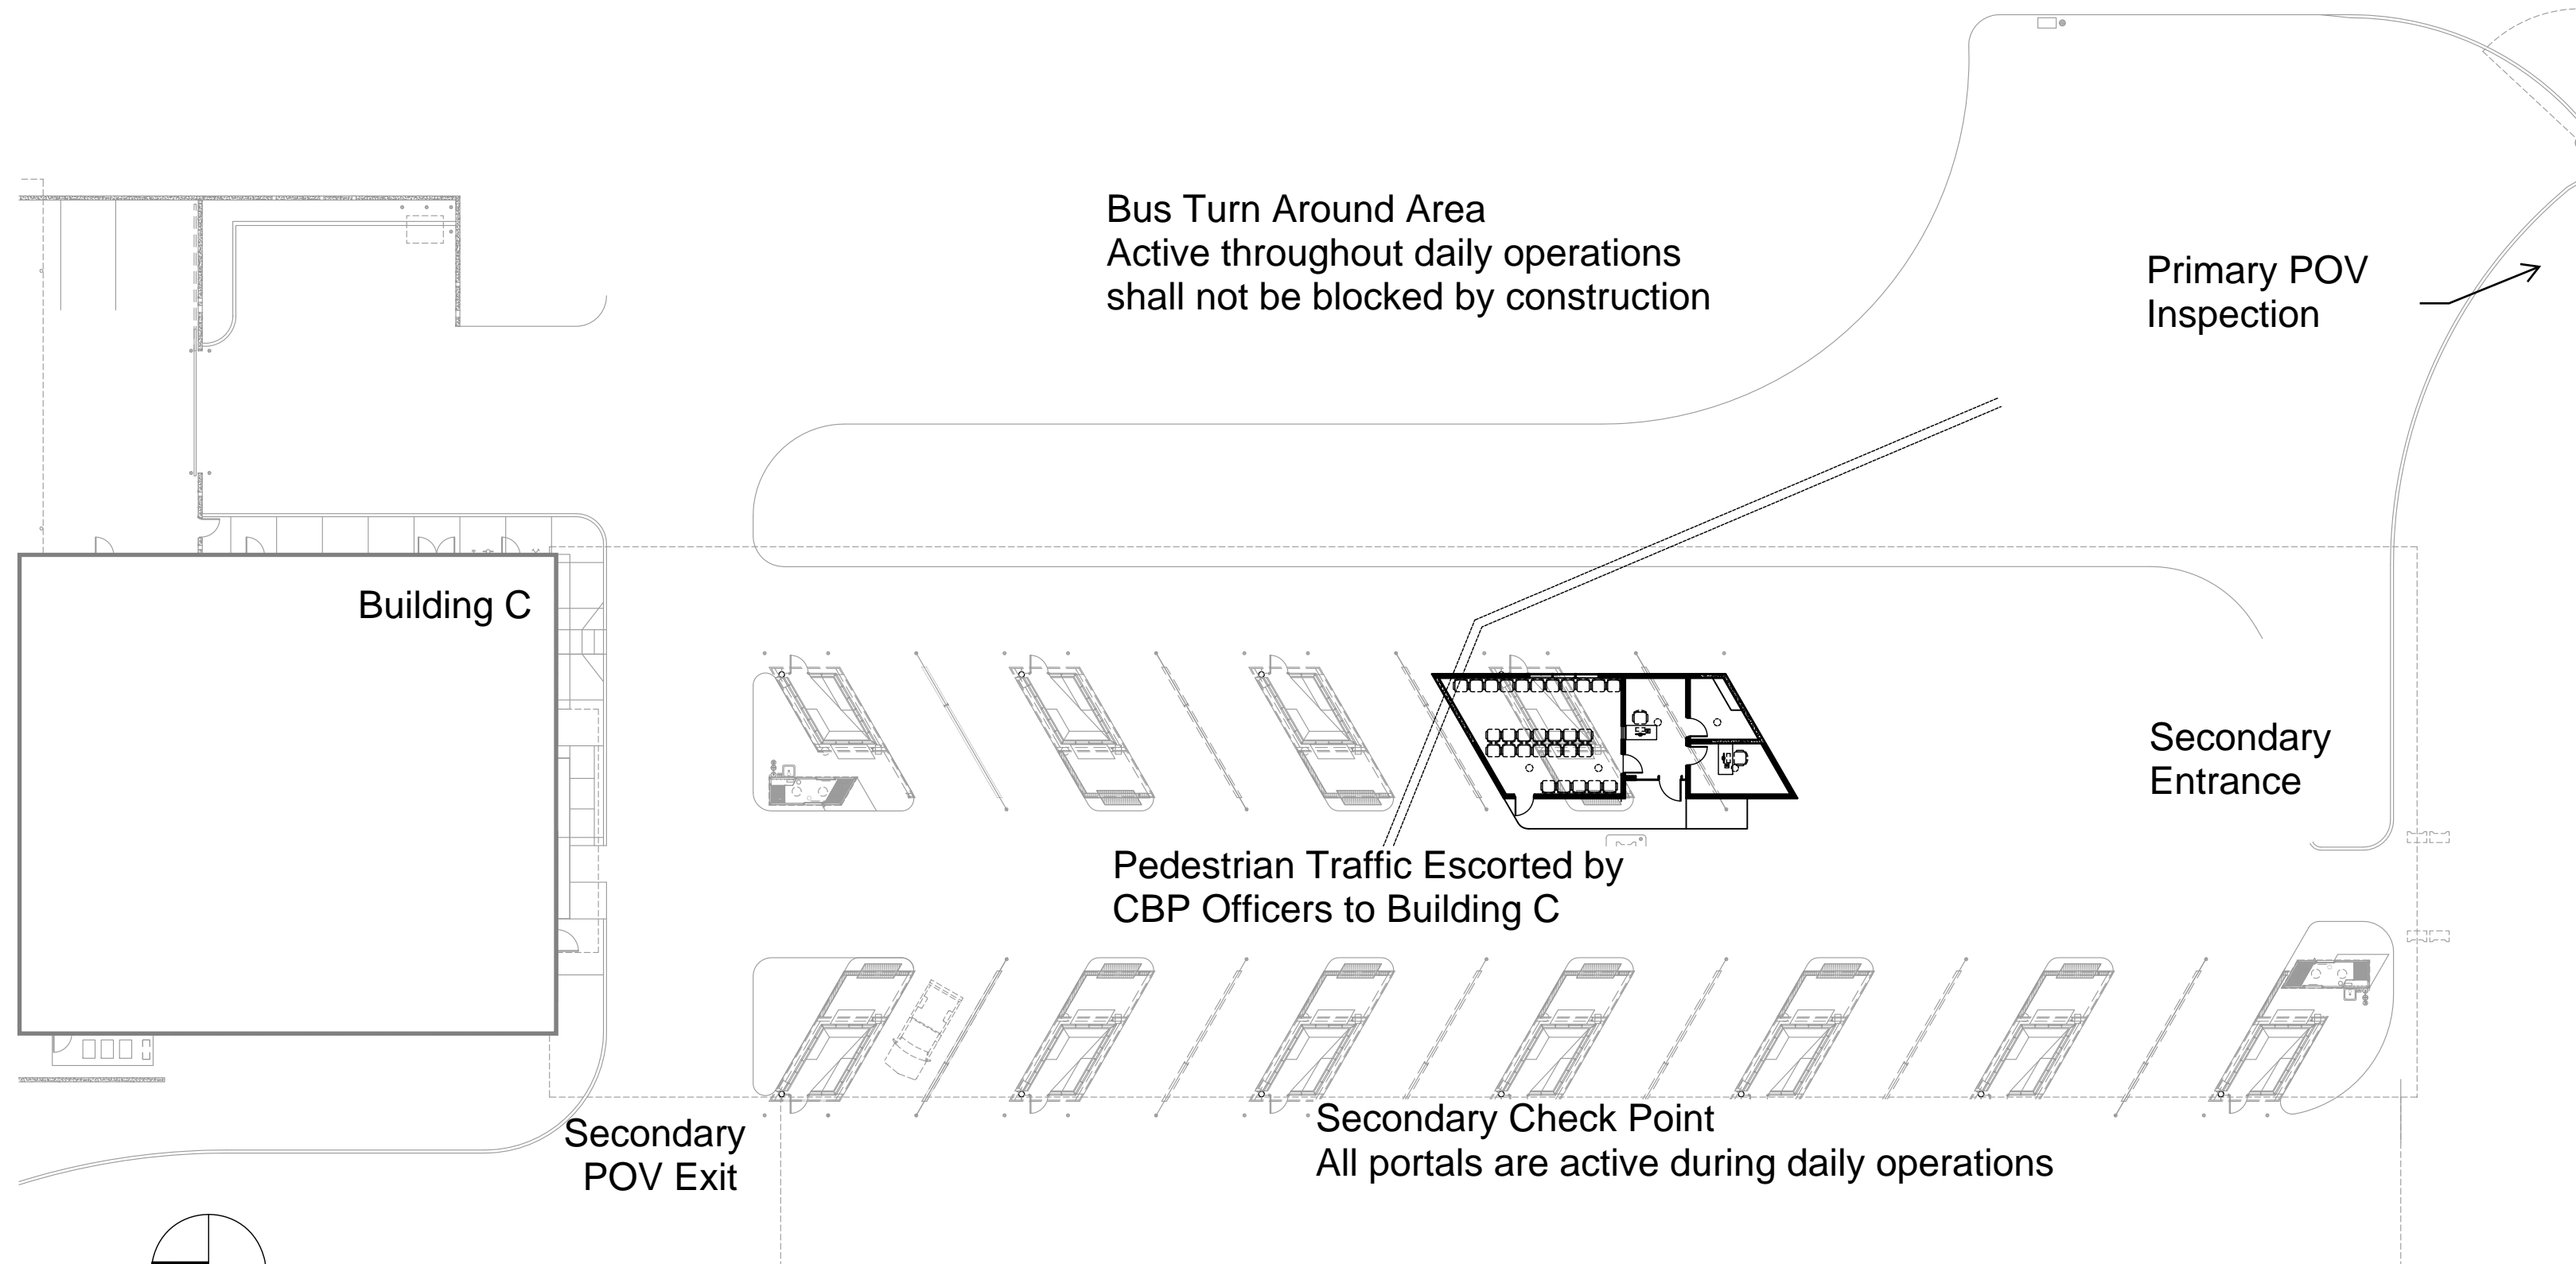 Bus Turn Around Area
Active throughout daily operations
shall not be blocked by construction
Primary POV
Inspection
Building C
Secondary
Entrance
Pedestrian Traffic Escorted by
CBP Officers to Building C
Secondary Check Point
All portals are active during daily operations
Secondary
POV Exit